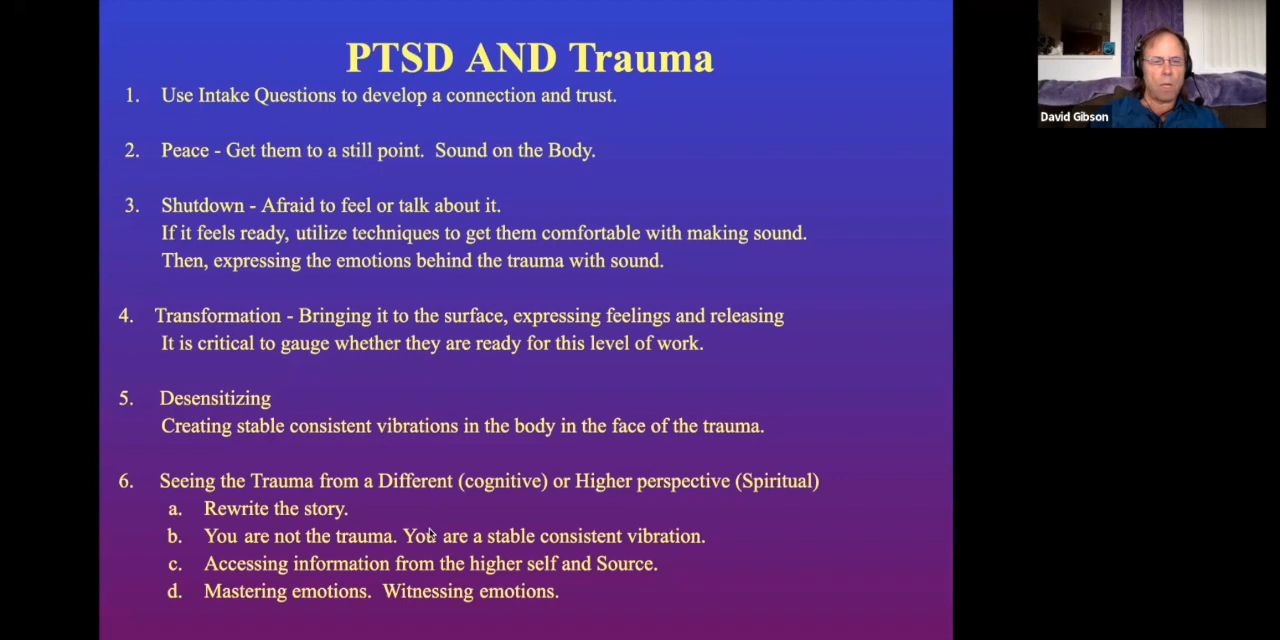 PTSD AND Trauma
1. Use Intake Questions to develop a connection and trust.
2. Peace - Get them to a still point. Sound on the Body.
3. Shutdown - Afraid to feel or talk about it.
If it feels ready, utilize techniques to get them comfortable with making sound.
Then, expressing the emotions behind the trauma with sound.
4. Transformation - Bringing it to the surface, expressing feelings and releasing
It is critical to gauge whether they are ready for this level of work.
5. Desensitizing
Creating stable consistent vibrations in the body in the face of the trauma.
6. Seeing the Trauma from a Different (cognitive) or Higher perspective (Spiritual)
a. Rewrite the story.
b. You are not the trauma. You are a stable consistent vibration.
c. Accessing information from the higher self and Source.
d. Mastering emotions. Witnessing emotions.
David Gibson